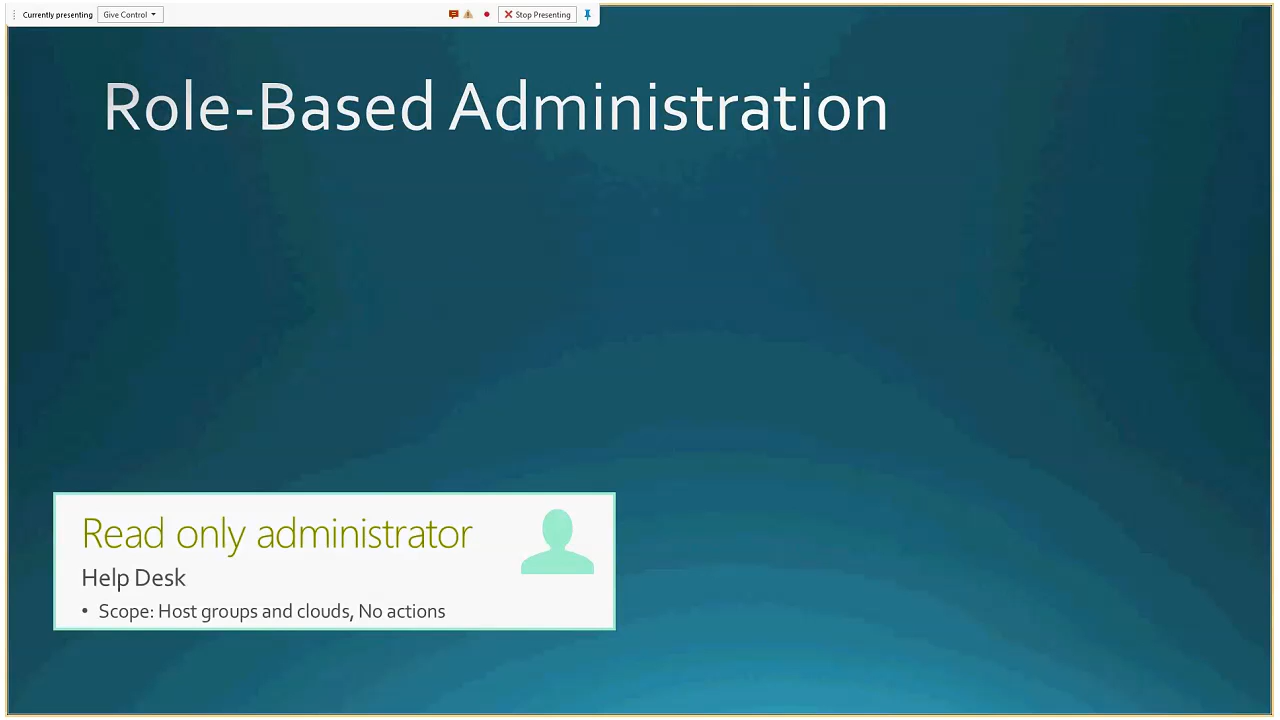 Currently presenting Give Control Stop Presenting
Role-Based Administration
Read only administrator
Help Desk
• Scope: Host groups and clouds, No actions